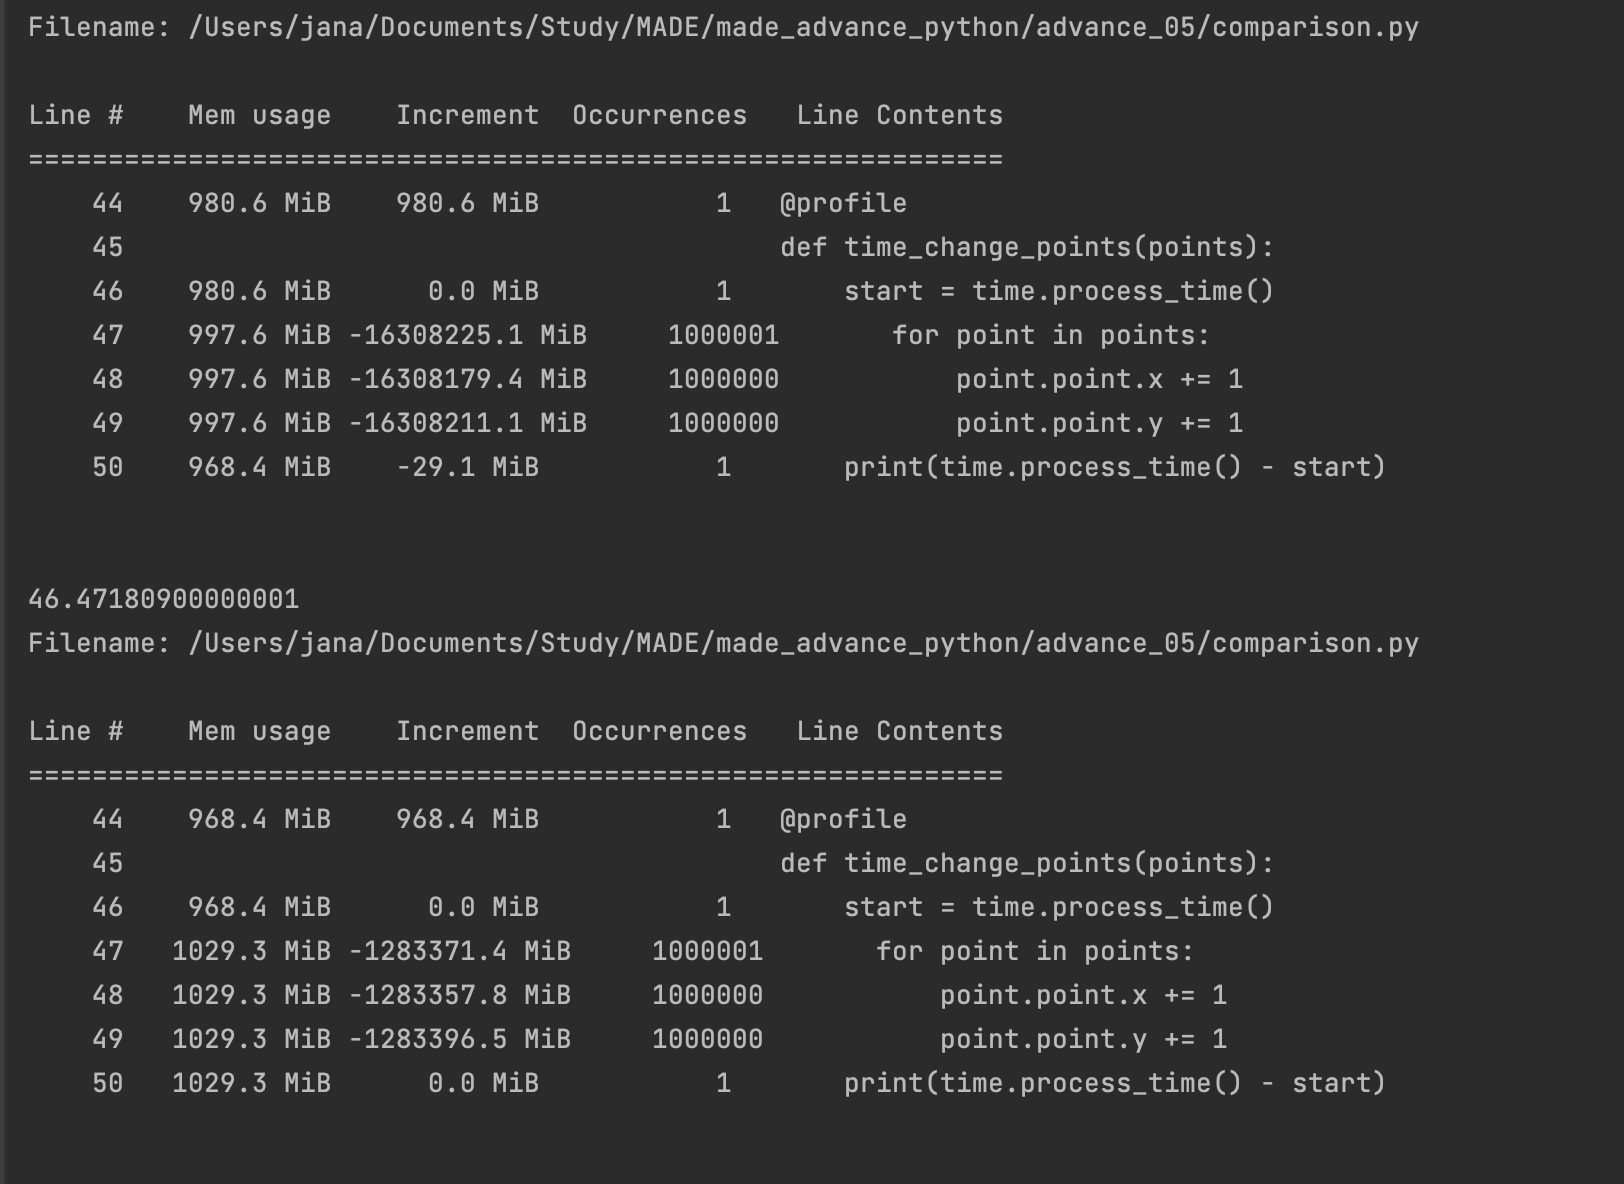 Filename: /Users/jana/Documents/Study/MADE/made_advance_python/advance_05/comparison.py
Line #    Mem usage    Increment  Occurrences   Line Contents
=============================================================
    44    980.6 MiB    980.6 MiB           1   @profile
    45                                         def time_change_points(points):
    46    980.6 MiB      0.0 MiB           1       start = time.process_time()
    47    997.6 MiB -16308225.1 MiB     1000001       for point in points:
    48    997.6 MiB -16308179.4 MiB     1000000           point.point.x += 1
    49    997.6 MiB -16308211.1 MiB     1000000           point.point.y += 1
    50    968.4 MiB    -29.1 MiB           1       print(time.process_time() - start)
46.47180900000001
Filename: /Users/jana/Documents/Study/MADE/made_advance_python/advance_05/comparison.py
Line #    Mem usage    Increment  Occurrences   Line Contents
=============================================================
    44    968.4 MiB    968.4 MiB           1   @profile
    45                                         def time_change_points(points):
    46    968.4 MiB      0.0 MiB           1       start = time.process_time()
    47   1029.3 MiB -1283371.4 MiB     1000001       for point in points:
    48   1029.3 MiB -1283357.8 MiB     1000000           point.point.x += 1
    49   1029.3 MiB -1283396.5 MiB     1000000           point.point.y += 1
    50   1029.3 MiB      0.0 MiB           1       print(time.process_time() - start)